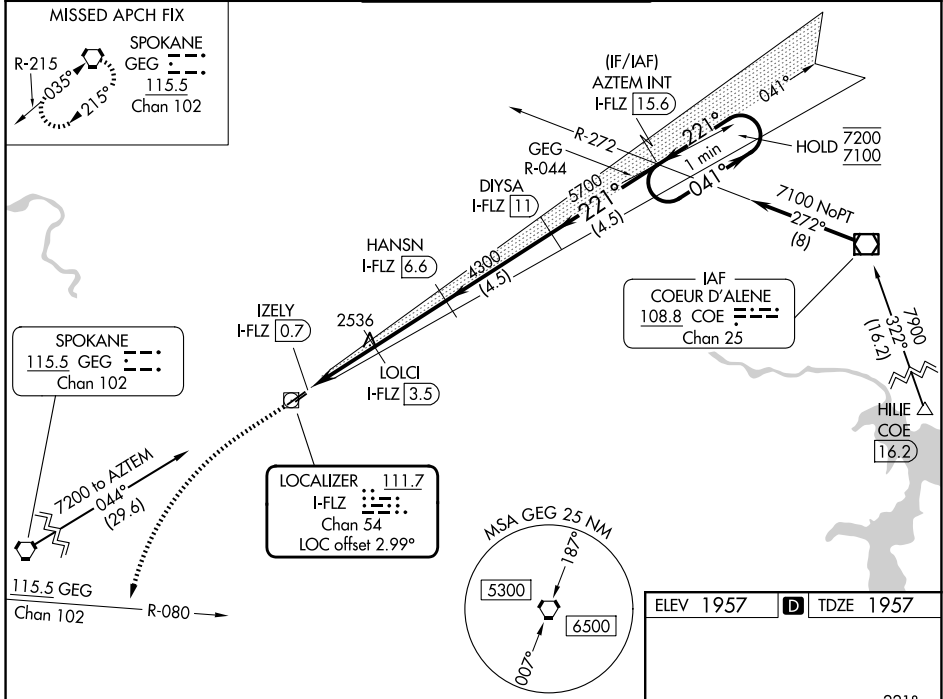 MISSED APCH FIX
SPOKANE
GEG
115.5
Chan 102
R-215
035°
215°
(IF/IAF)
AZTEM INT
I-FLZ 15.6
041°
R-272
GEG
R-044
221°
1 min
041°
HOLD 7200
7100
5700
221°
(4.5)
DIYSA
I-FLZ 11
7100 NoPT
272°
(8)
HANSN
I-FLZ 6.6
4300
(4.5)
IAF
COEUR D'ALENE
108.8 COE
Chan 25
IZELY
I-FLZ 0.7
2536
LOLCI
I-FLZ 3.5
7900
322°
(16.2)
HILIE
COE
16.2
SPOKANE
115.5 GEG
Chan 102
7200 to AZTEM
044°
(29.6)
LOCALIZER 111.7
I-FLZ
Chan 54
LOC offset 2.99°
MSA GEG 25 NM
187°
5300
6500
007°
115.5 GEG
Chan 102
R-080
ELEV 1957 D TDZE 1957